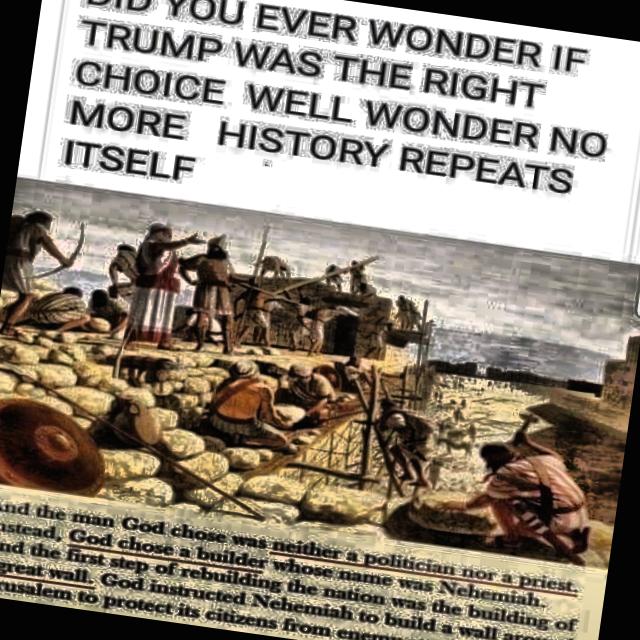 DID YOU EVER WONDER IF
TRUMP WAS THE RIGHT
CHOICE WELL WONDER NO
MORE HISTORY REPEATS
ITSELF
And the man God chose was neither a politician nor a priest.
Instead, God chose a builder whose name was Nehemiah.
And the first step of rebuilding the nation was the building of
great wall. God instructed Nehemiah to build a wall
to protect its citizens from